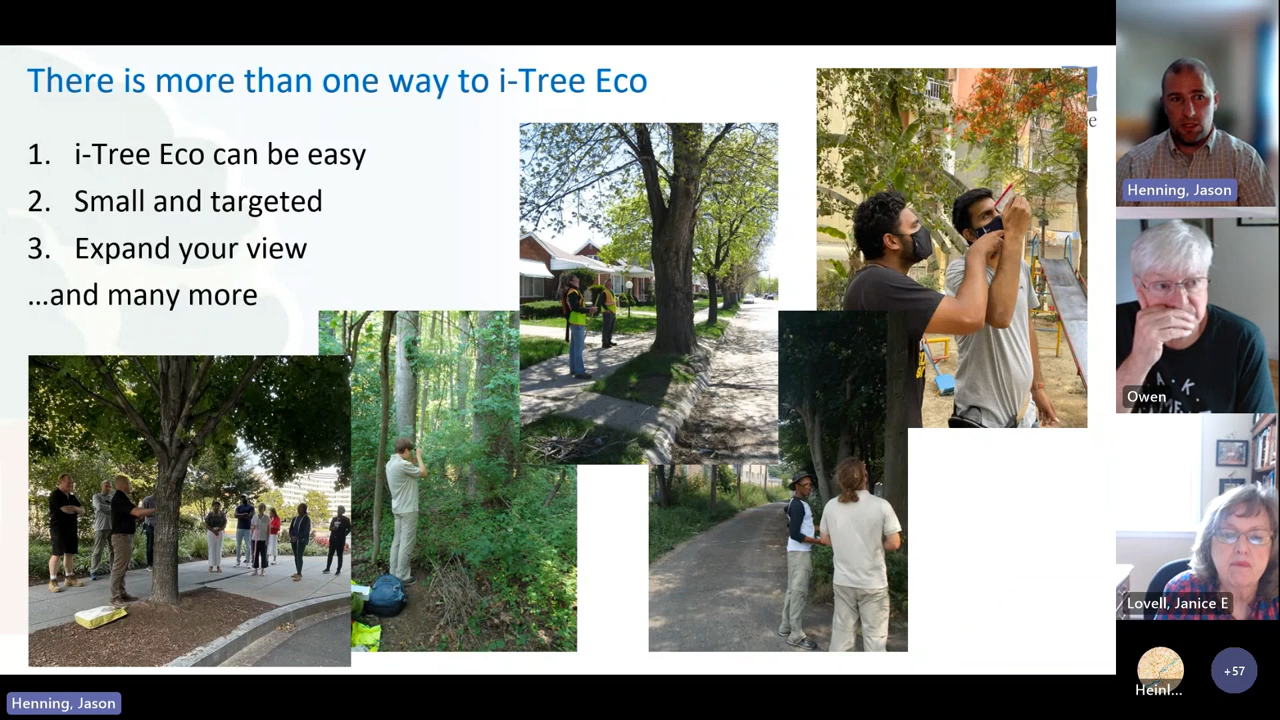 There is more than one way to i-Tree Eco
1. i-Tree Eco can be easy
2. Small and targeted
3. Expand your view
...and many more
Henning, Jason
Owen
Lovell, Janice E
Heinl...
+57
Henning, Jason